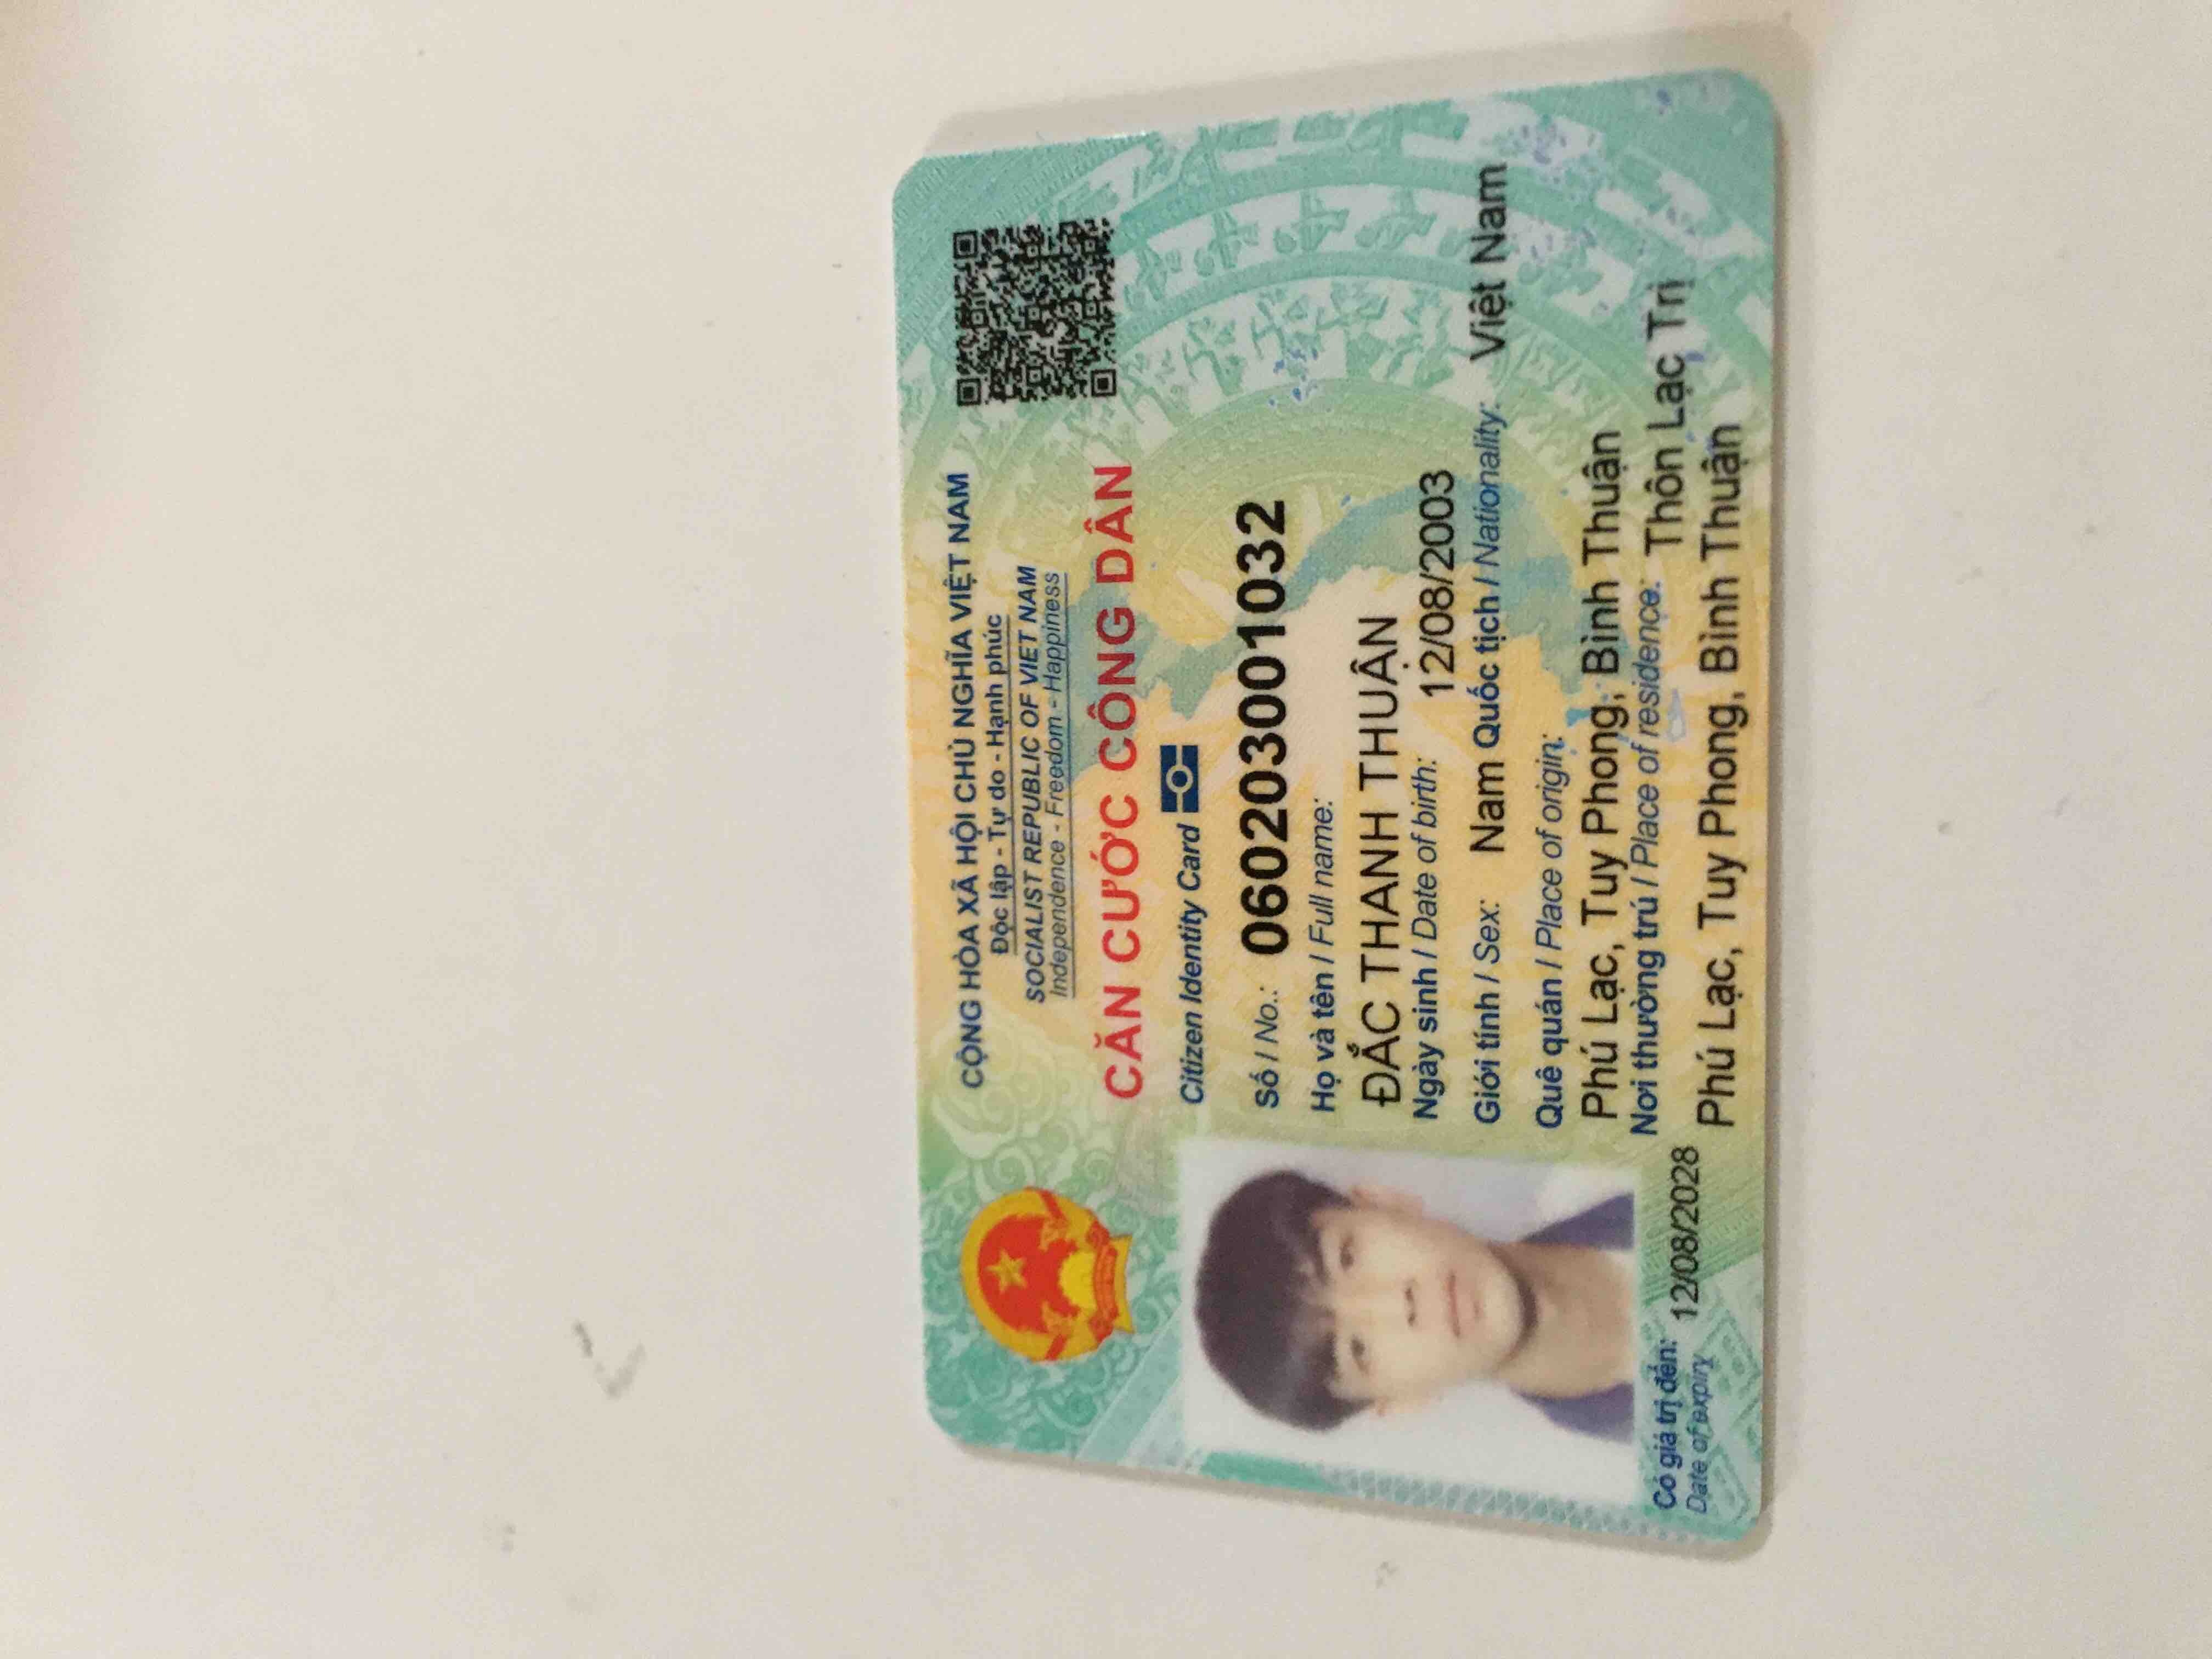 CỘNG HÒA XÃ HỘI CHỦ NGHĨA VIỆT NAM
Độc lập - Tự do - Hạnh phúc
SOCIALIST REPUBLIC OF VIET NAM
Independence - Freedom - Happiness
CĂN CƯỚC CÔNG DÂN
Citizen Identity Card
Số / No.: 060203001032
Họ và tên / Full name:
ĐẮC THANH THUẬN
Ngày sinh / Date of birth: 12/08/2003
Giới tính / Sex: Nam Quốc tịch / Nationality: Việt Nam
Quê quán / Place of origin:
Phú Lạc, Tuy Phong, Bình Thuận
Nơi thường trú / Place of residence: Thôn Lạc Trị
Phú Lạc, Tuy Phong, Bình Thuận
Có giá trị đến: 12/08/2028
Date of expiry